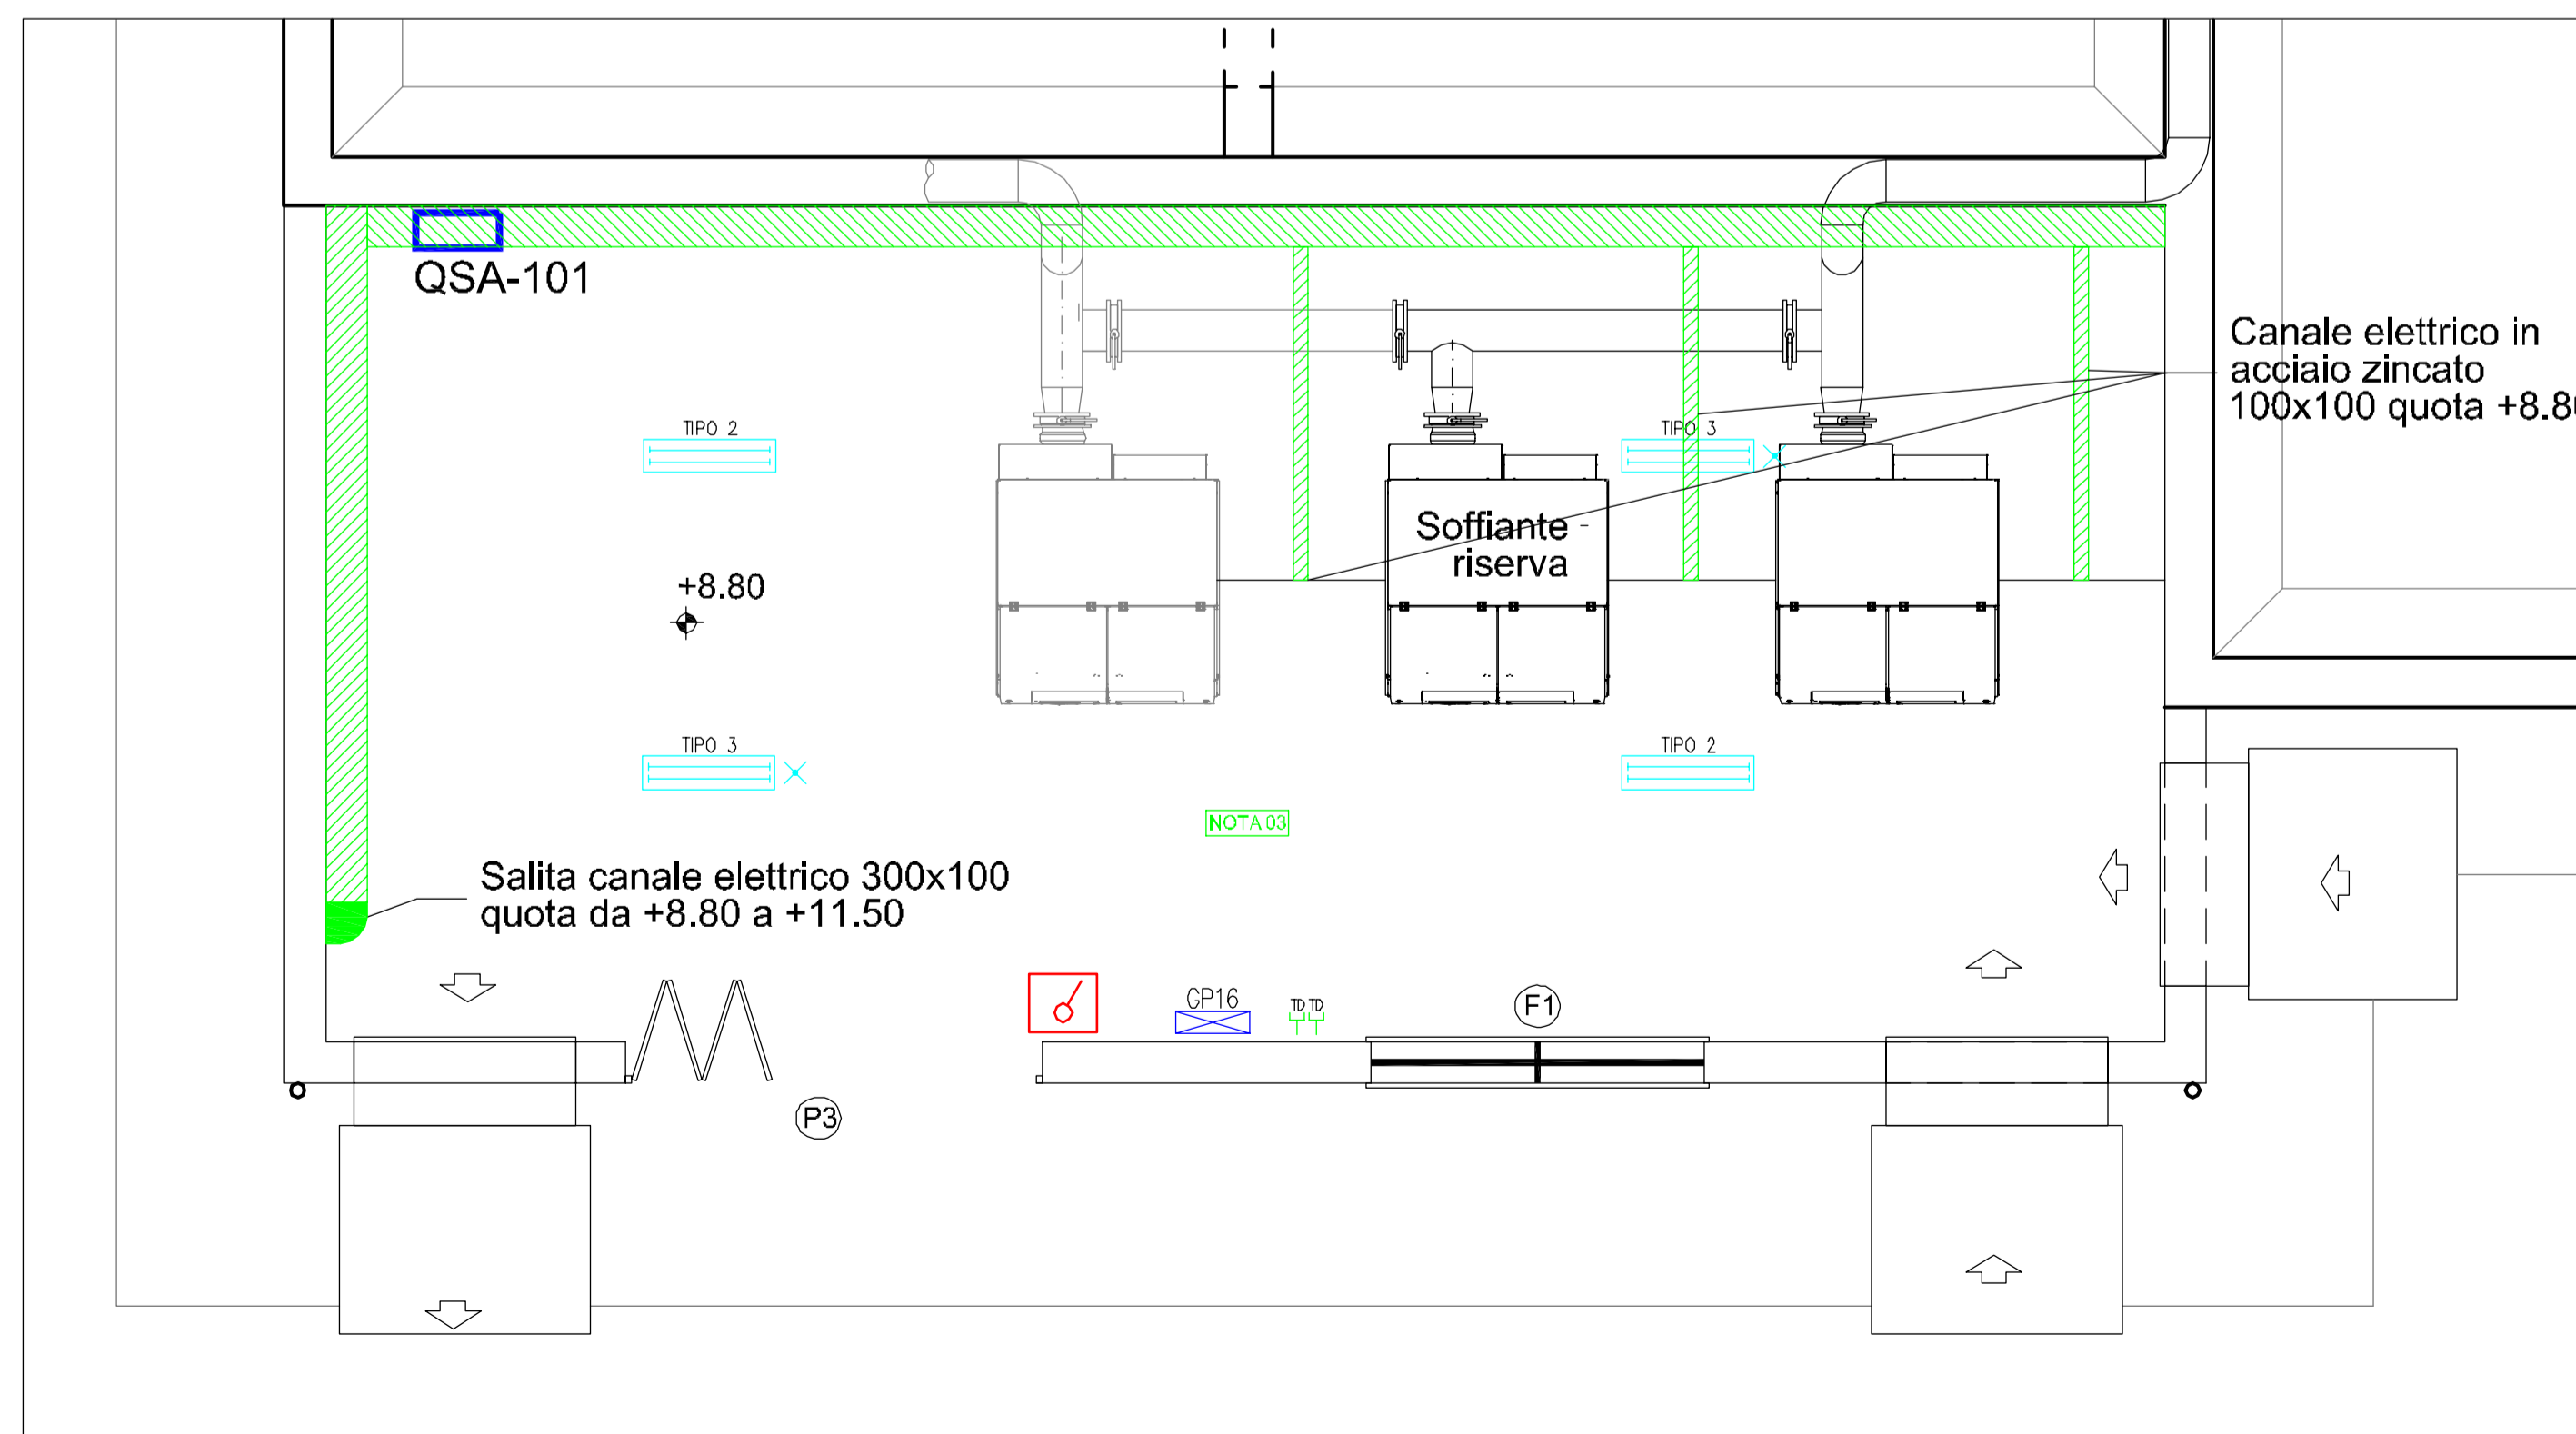 QSA-101
Canale elettrico in
acciaio zincato
100x100 quota
TIPO 2
TIPO 3
Soffiante
riserva
+8.80
TIPO 3
TIPO 2
NOTA 03
Salita canale elettrico 300x100
quota da +8.80 a +11.50
GP16
TD TD
F1
P3